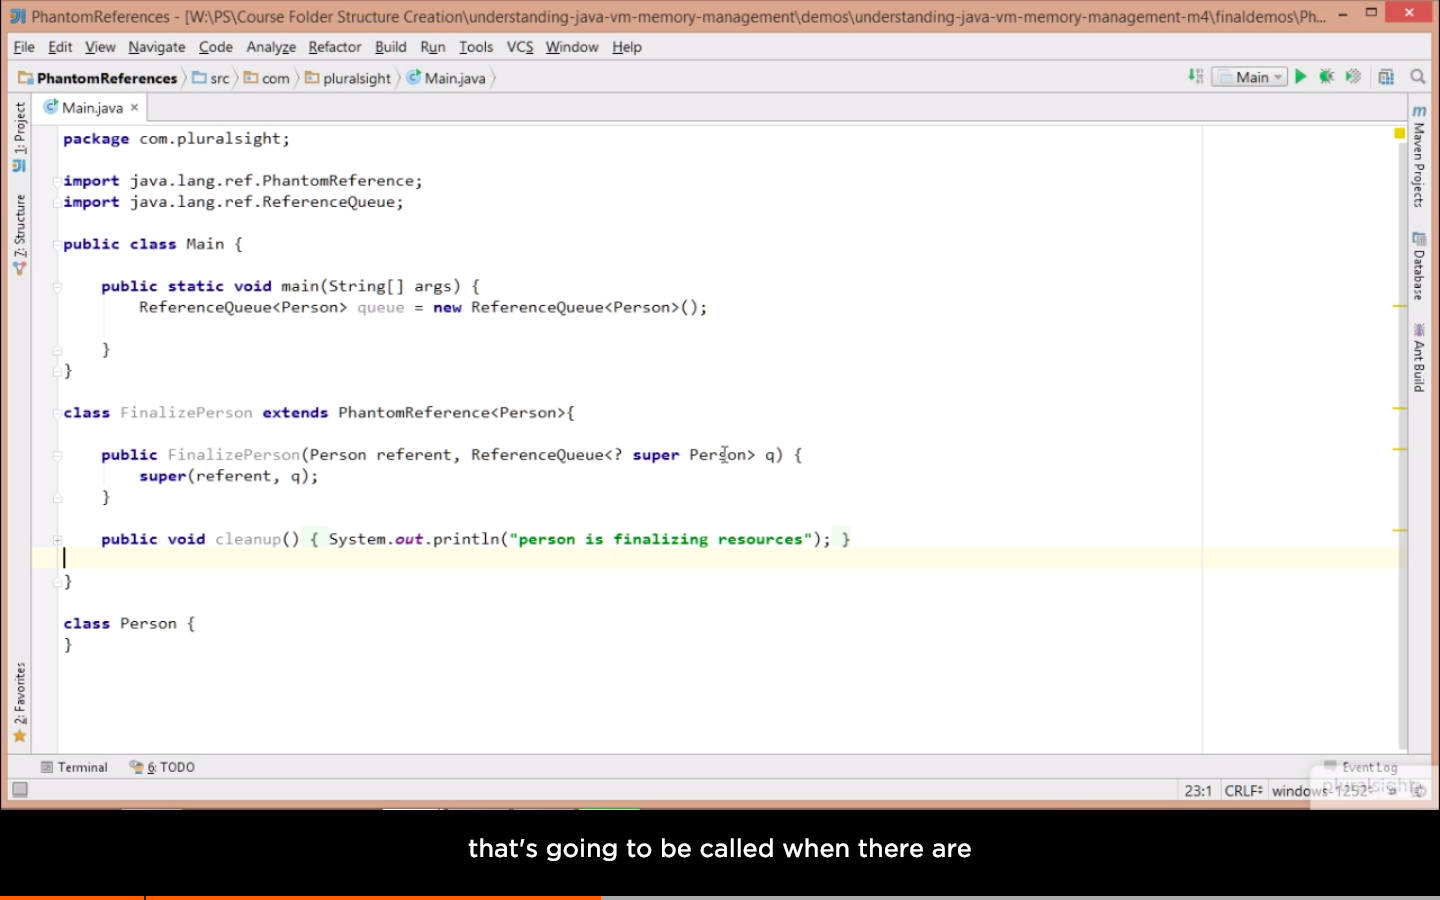 PhantomReferences - [W:\PS\Course Folder Structure Creation\understanding-java-vm-memory-management\demos\understanding-java-vm-memory-management-m4\finaldemos\Ph...
File Edit View Navigate Code Analyze Refactor Build Run Tools VCS Window Help
PhantomReferences src com pluralsight Main.java
Main
Main.java
1: Project
7: Structure
2: Favorites
package com.pluralsight;
import java.lang.ref.PhantomReference;
import java.lang.ref.ReferenceQueue;
public class Main {
public static void main(String[] args) {
ReferenceQueue<Person> queue = new ReferenceQueue<Person>();
}
}
class FinalizePerson extends PhantomReference<Person>{
public FinalizePerson(Person referent, ReferenceQueue<? super Person> q) {
super(referent, q);
}
public void cleanup() { System.out.println("person is finalizing resources"); }
}
class Person {
}
Maven Projects
Database
Ant Build
Terminal 6: TODO
Event Log
23:1 CRLF windows-1252
pluralsight
that's going to be called when there are